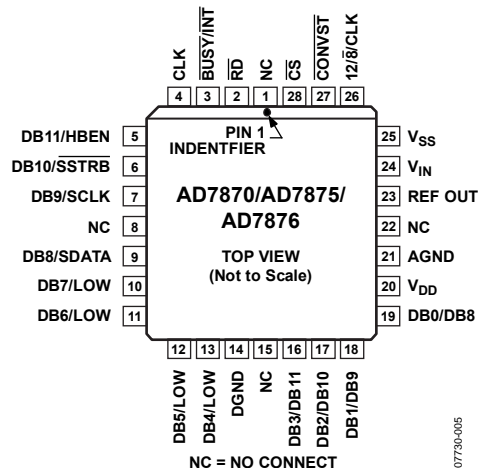 CLK
BUSY/INT
RD
NC
CS
CONVST
12/8/CLK
4
3
2
1
28
27
26
PIN 1
INDENTFIER
DB11/HBEN 5
DB10/SSTRB 6
DB9/SCLK 7
NC 8
DB8/SDATA 9
DB7/LOW 10
DB6/LOW 11
AD7870/AD7875/
AD7876
TOP VIEW
(Not to Scale)
25 VSS
24 VIN
23 REF OUT
22 NC
21 AGND
20 VDD
19 DB0/DB8
12
13
14
15
16
17
18
DB5/LOW
DB4/LOW
DGND
NC
DB3/DB11
DB2/DB10
DB1/DB9
NC = NO CONNECT
07730-005